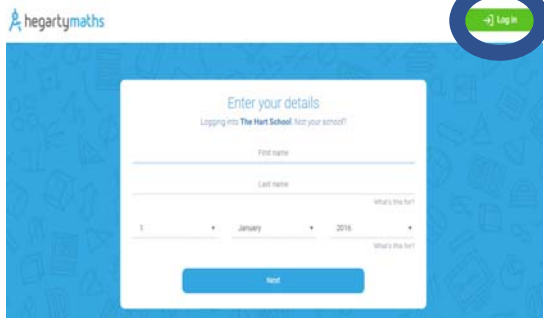 hegartymaths
Log in
Enter your details
Logging into The Hart School. Not your school?
First name
Last name
What's this for?
1 January 2016
What's this for?
Next